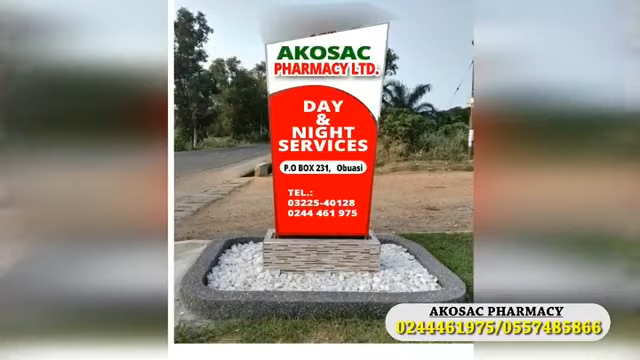 AKOSAC
PHARMACY LTD.
DAY
&
NIGHT
SERVICES
P.O BOX 231, Obuasi
TEL.:
03225-40128
0244 461 975
AKOSAC PHARMACY
0244461975/0557485866